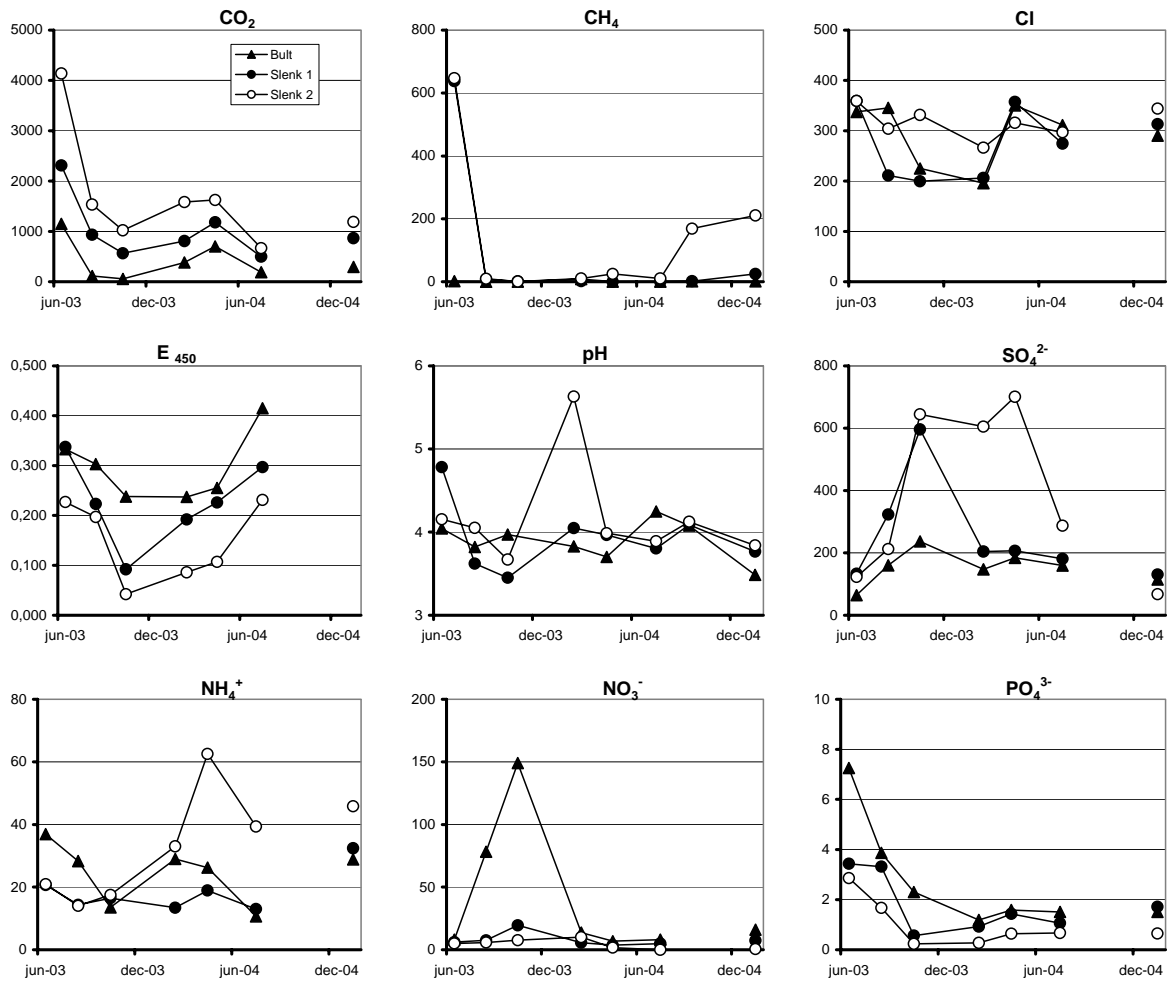 CO₂
5000
4000
3000
2000
1000
0
jun-03 dec-03 jun-04 dec-04
Bult
Slenk 1
Slenk 2
CH₄
800
600
400
200
0
jun-03 dec-03 jun-04 dec-04
Cl
500
400
300
200
100
0
jun-03 dec-03 jun-04 dec-04
E ₄₅₀
0,500
0,400
0,300
0,200
0,100
0,000
jun-03 dec-03 jun-04 dec-04
pH
6
5
4
3
jun-03 dec-03 jun-04 dec-04
SO₄²⁻
800
600
400
200
0
jun-03 dec-03 jun-04 dec-04
NH₄⁺
80
60
40
20
0
jun-03 dec-03 jun-04 dec-04
NO₃⁻
200
150
100
50
0
jun-03 dec-03 jun-04 dec-04
PO₄³⁻
10
8
6
4
2
0
jun-03 dec-03 jun-04 dec-04